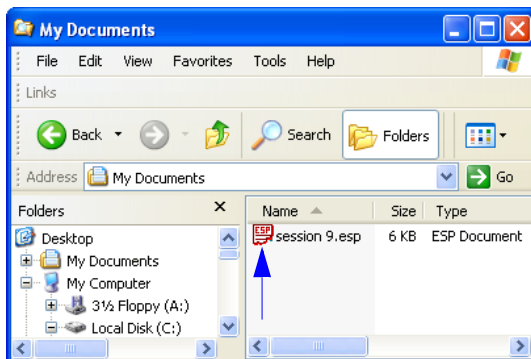 My Documents
File Edit View Favorites Tools Help
Links
Back Search Folders
Address My Documents Go
Folders x Name Size Type
Desktop ESP session 9.esp 6 KB ESP Document
My Documents
My Computer
3½ Floppy (A:)
Local Disk (C:)